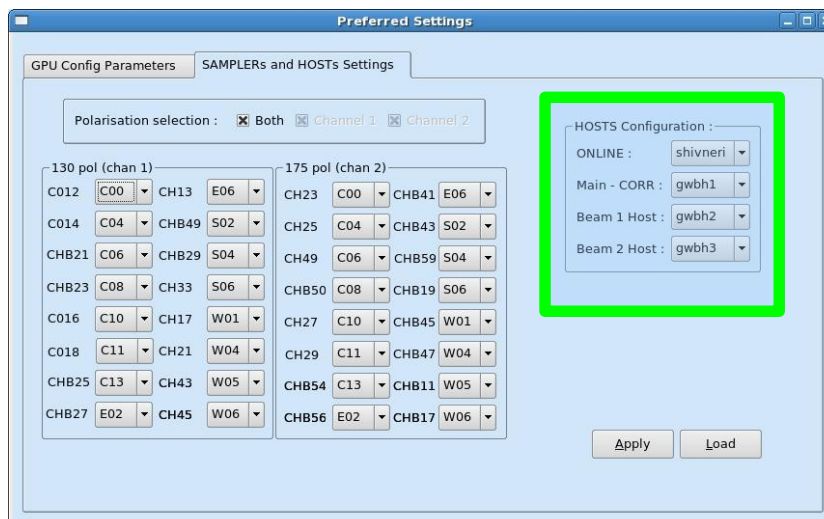 Preferred Settings
GPU Config Parameters SAMPLERs and HOSTs Settings
Polarisation selection : Both Channel 1 Channel 2
HOSTS Configuration :
ONLINE : shivneri
Main - CORR : gwbh1
Beam 1 Host : gwbh2
Beam 2 Host : gwbh3
130 pol (chan 1)
C012 C00 CH13 E06
C014 C04 CHB49 S02
CHB21 C06 CHB29 S04
CHB23 C08 CH33 S06
C016 C10 CH17 W01
C018 C11 CH21 W04
CHB25 C13 CH43 W05
CHB27 E02 CH45 W06
175 pol (chan 2)
CH23 C00 CHB41 E06
CH25 C04 CHB43 S02
CH49 C06 CHB59 S04
CHB50 C08 CHB19 S06
CH27 C10 CHB45 W01
CH29 C11 CHB47 W04
CHB54 C13 CHB11 W05
CHB56 E02 CHB17 W06
Apply Load